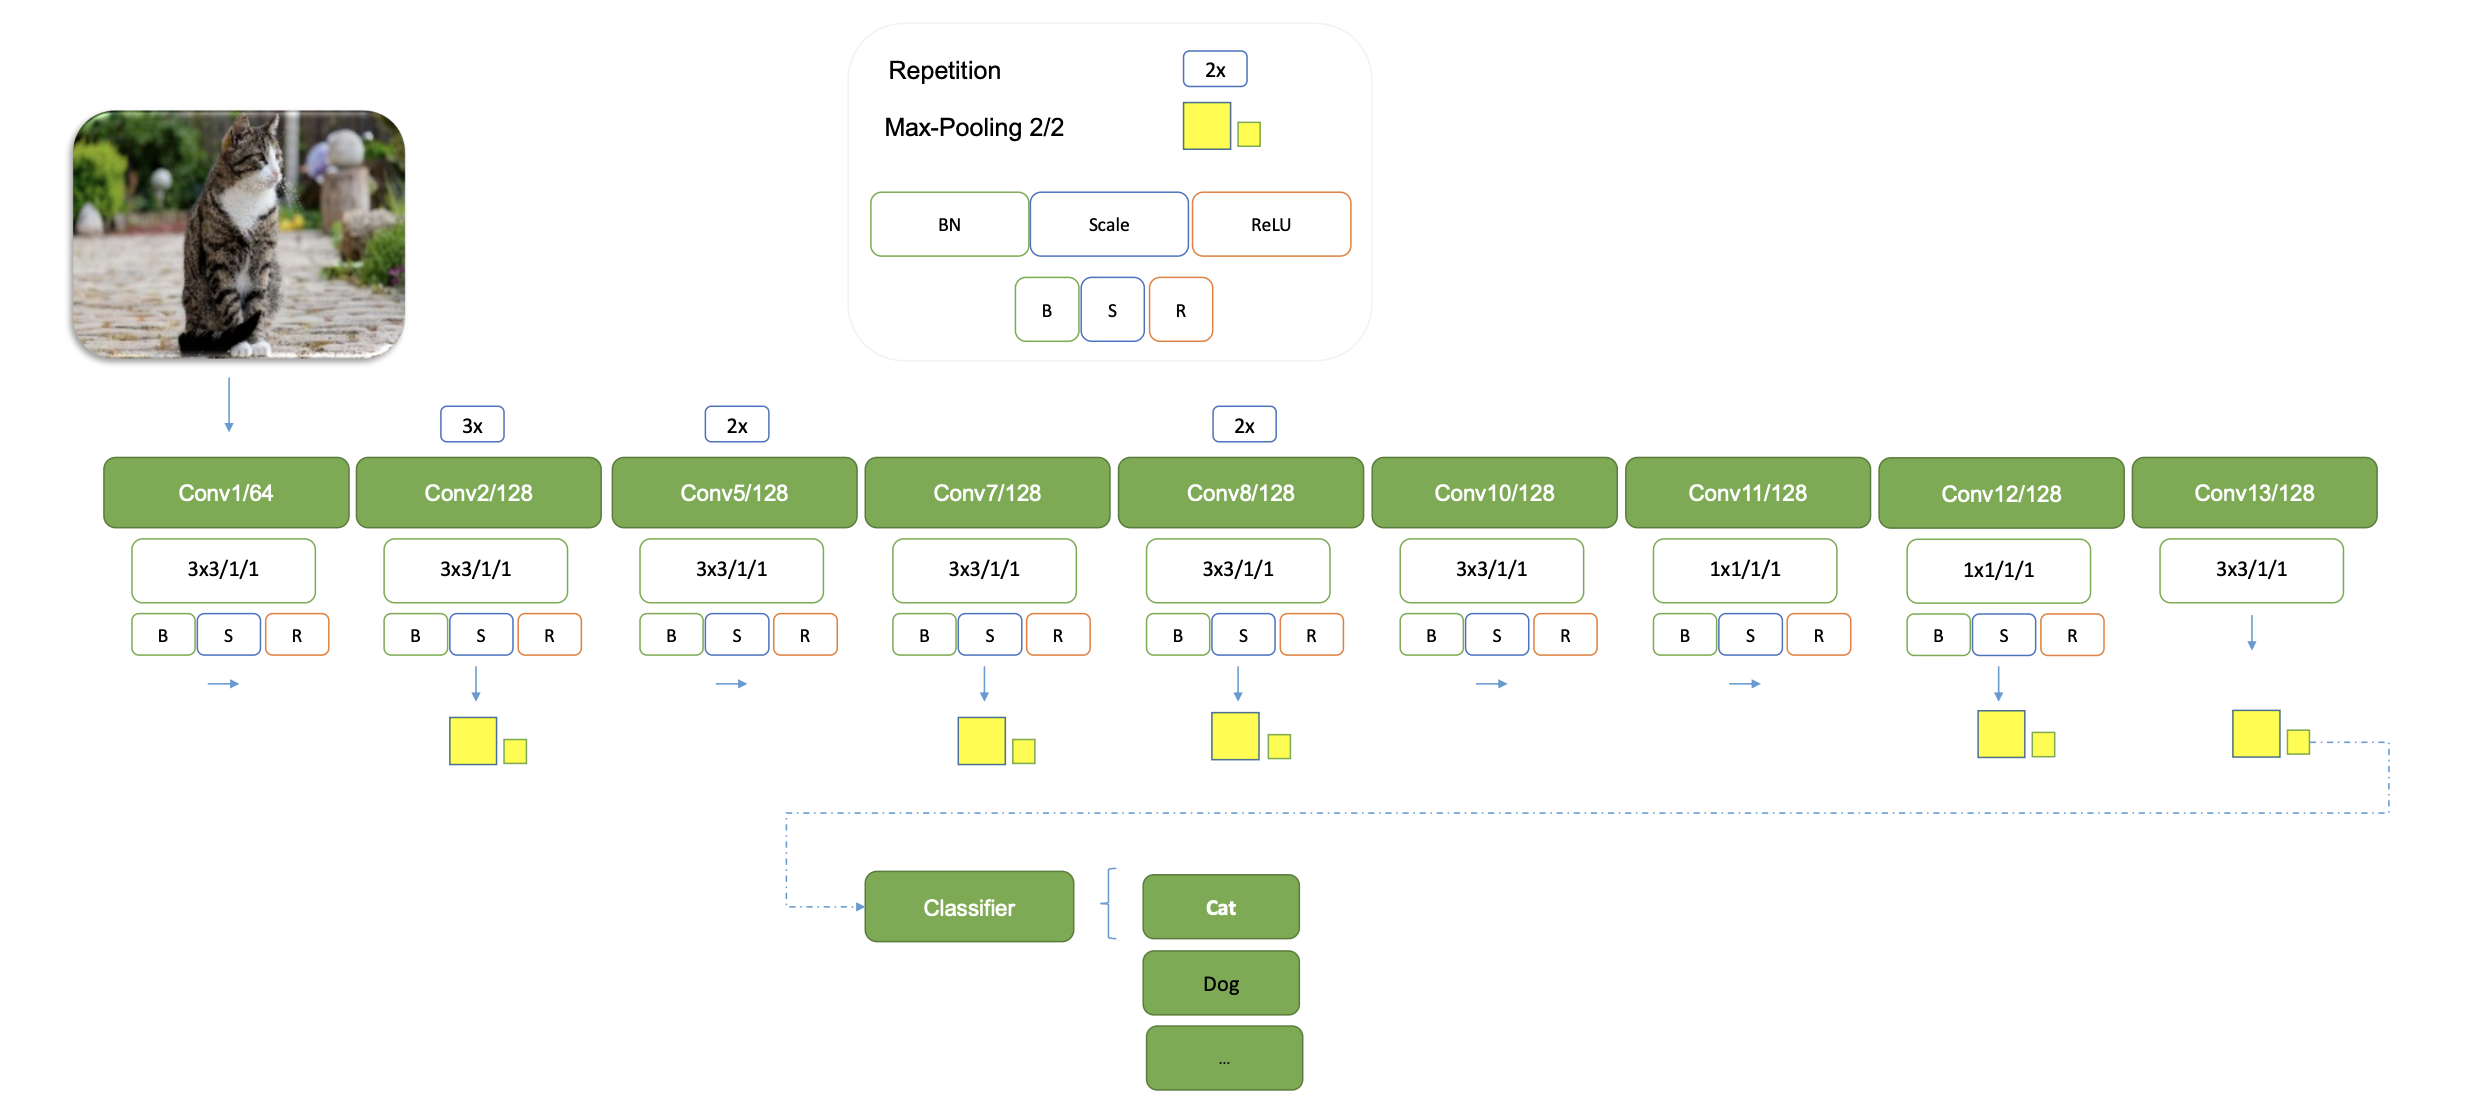 Repetition 2x
Max-Pooling 2/2
BN Scale ReLU
B S R
3x 2x 2x
Conv1/64 Conv2/128 Conv5/128 Conv7/128 Conv8/128 Conv10/128 Conv11/128 Conv12/128 Conv13/128
3x3/1/1 3x3/1/1 3x3/1/1 3x3/1/1 3x3/1/1 3x3/1/1 1x1/1/1 1x1/1/1 3x3/1/1
B S R B S R B S R B S R B S R B S R B S R B S R
Classifier Cat
Dog
...